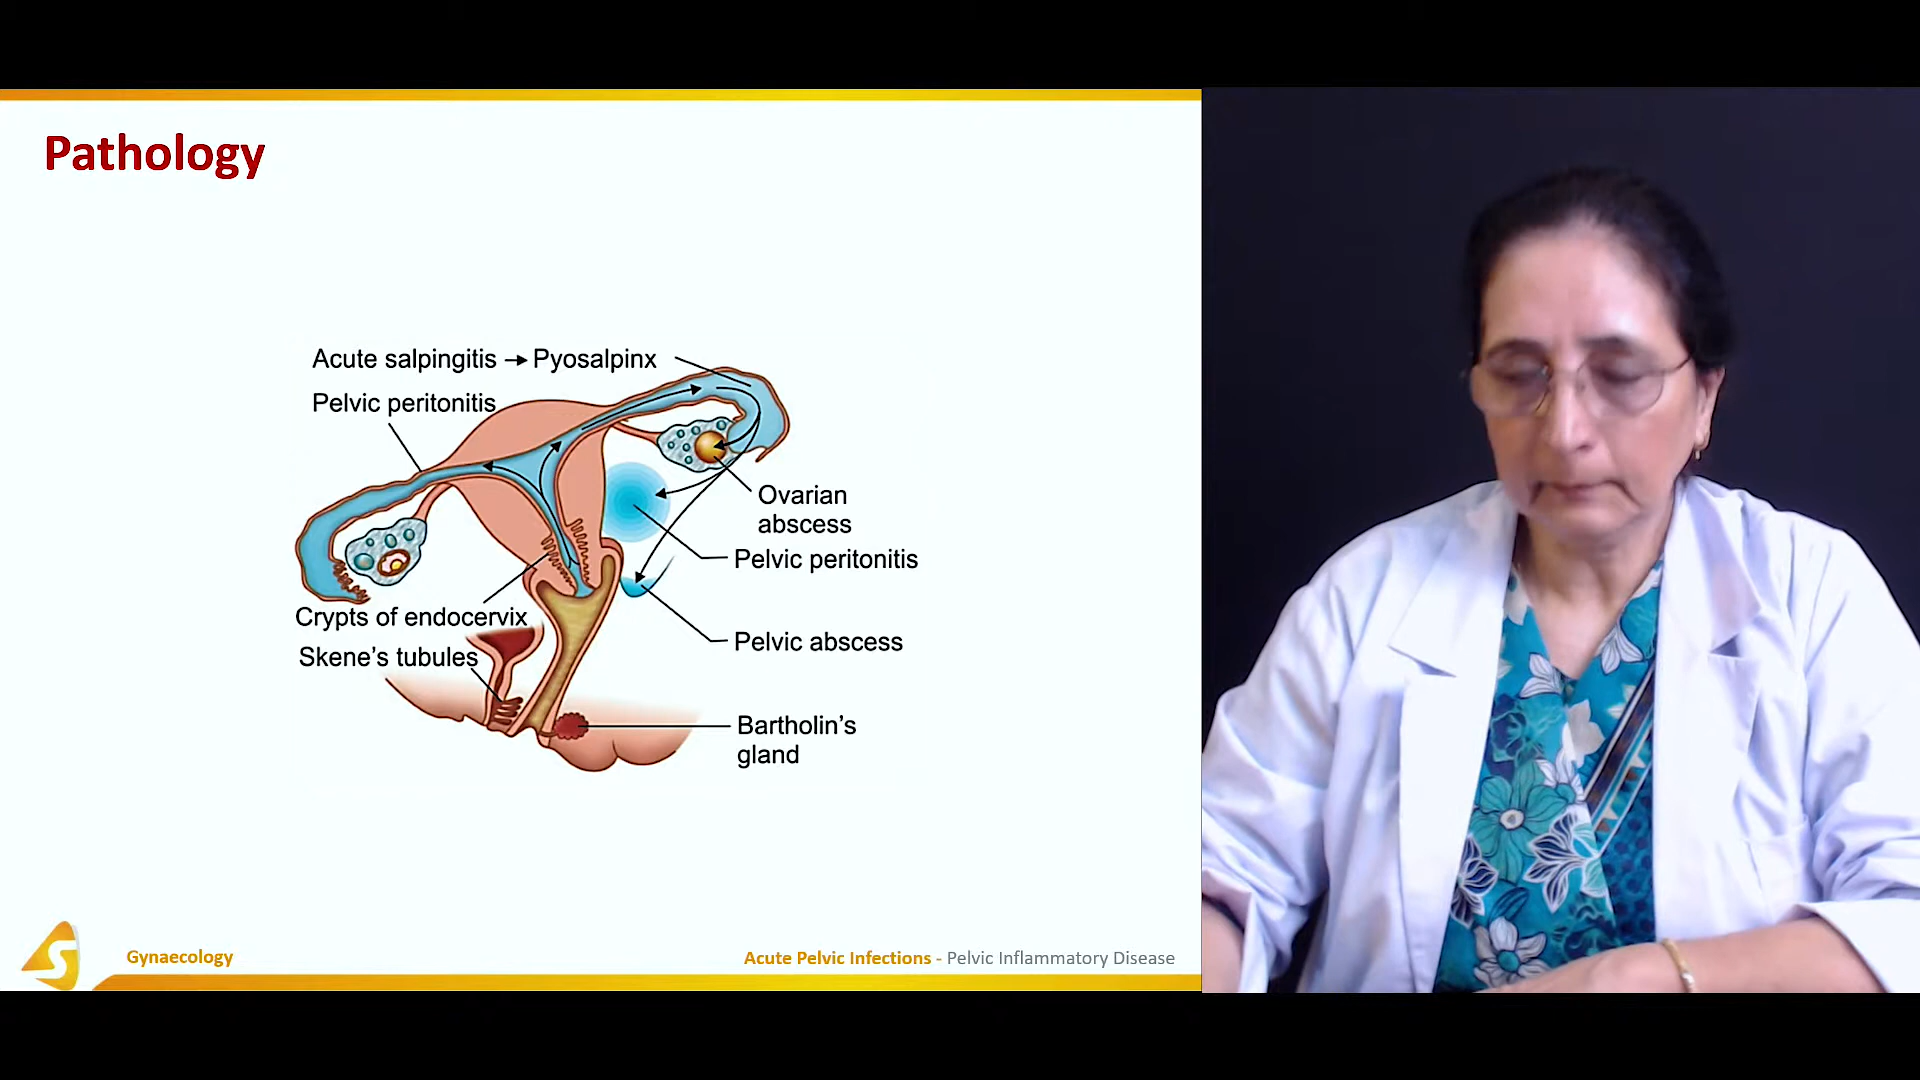 Pathology
Acute salpingitis → Pyosalpinx
Pelvic peritonitis
Ovarian
abscess
Pelvic peritonitis
Crypts of endocervix
Skene's tubules
Pelvic abscess
Bartholin's
gland
S
Gynaecology
Acute Pelvic Infections - Pelvic Inflammatory Disease